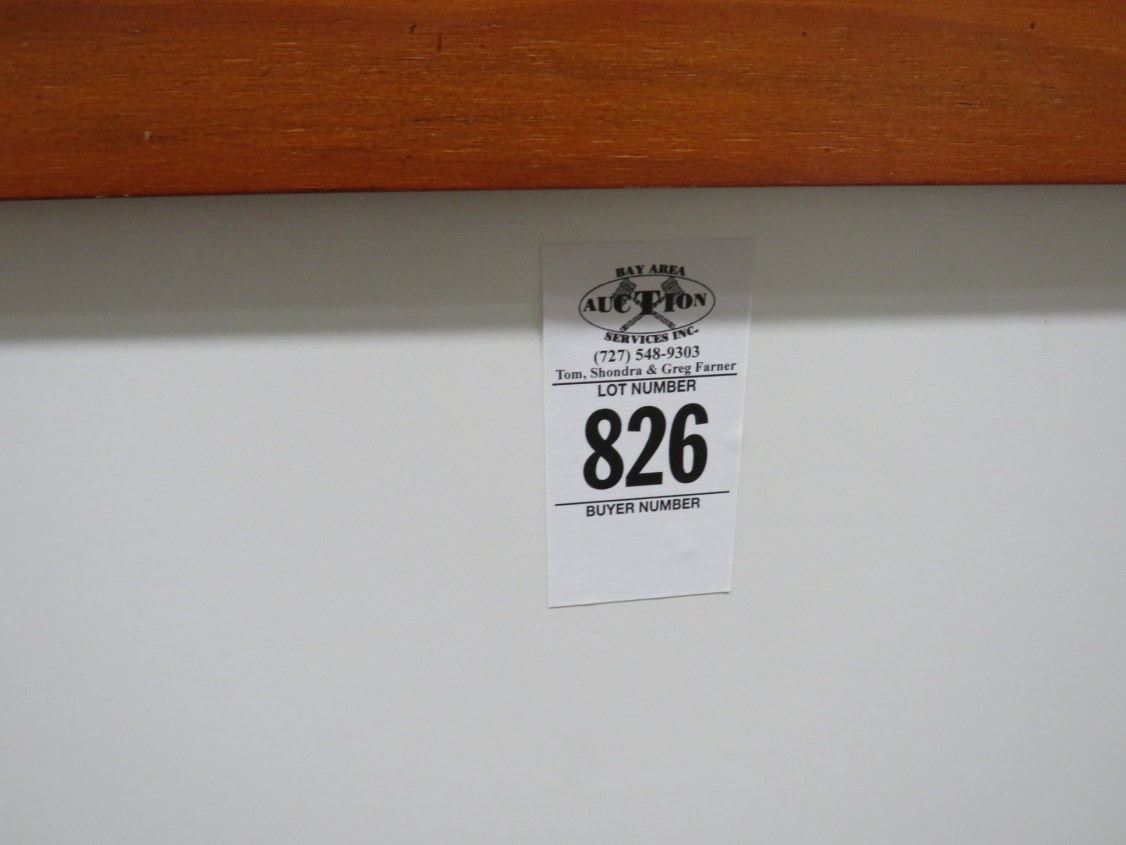 BAY AREA
AUCTION
SERVICES INC.
(727) 548-9303
Tom, Shondra & Greg Farner
LOT NUMBER
826
BUYER NUMBER